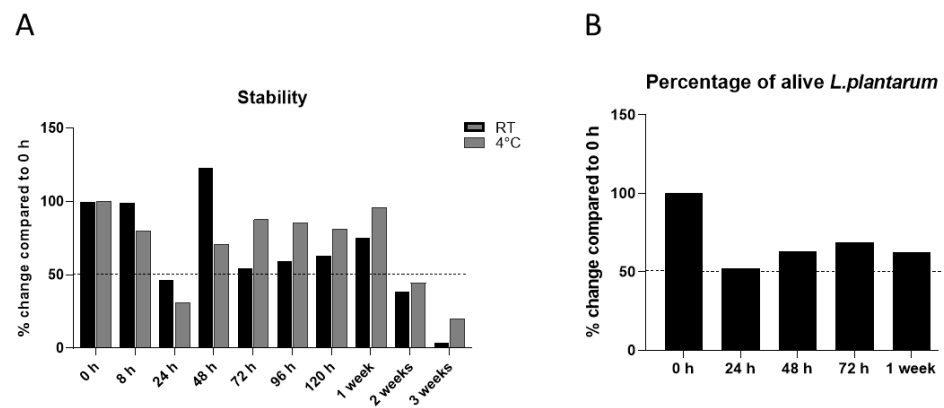 A
Stability
% change compared to 0 h
150
100
50
0
0 h
8 h
24 h
48 h
72 h
96 h
120 h
1 week
2 weeks
3 weeks
RT
4°C
B
Percentage of alive L.plantarum
% change compared to 0 h
150
100
50
0
0 h
24 h
48 h
72 h
1 week